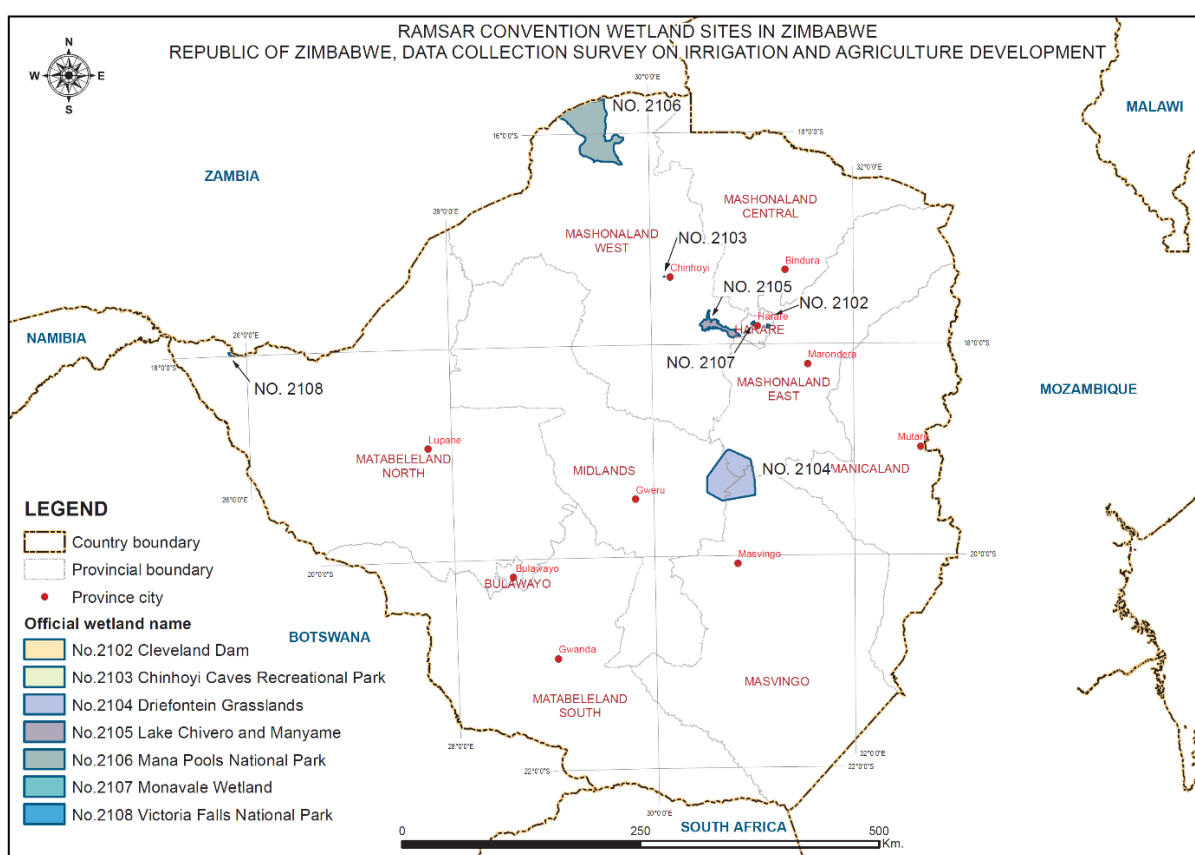 RAMSAR CONVENTION WETLAND SITES IN ZIMBABWE
REPUBLIC OF ZIMBABWE, DATA COLLECTION SURVEY ON IRRIGATION AND AGRICULTURE DEVELOPMENT
N
W E
S
30°0'0"E
NO. 2106
MALAWI
16°0'0"S
18°0'0"S
32°0'0"E
ZAMBIA
MASHONALAND
CENTRAL
28°0'0"E
MASHONALAND
WEST
NO. 2103
Chinhoyi
Bindura
NO. 2105
NO. 2102
Harare
HARARE
NAMIBIA
26°0'0"E
18°0'0"S
18°0'0"S
NO. 2107
Marondera
NO. 2108
MASHONALAND
EAST
MOZAMBIQUE
Lupane
MATABELELAND
NORTH
Mutare
MIDLANDS
NO. 2104
MANICALAND
Gweru
26°0'0"E
Masvingo
20°0'0"S
20°0'0"S
Bulawayo
BULAWAYO
BOTSWANA
Gwanda
MASVINGO
MATABELELAND
SOUTH
28°0'0"E
32°0'0"E
22°0'0"S
22°0'0"S
30°0'0"E
SOUTH AFRICA
LEGEND
Country boundary
Provincial boundary
Province city
Official wetland name
No.2102 Cleveland Dam
No.2103 Chinhoyi Caves Recreational Park
No.2104 Driefontein Grasslands
No.2105 Lake Chivero and Manyame
No.2106 Mana Pools National Park
No.2107 Monavale Wetland
No.2108 Victoria Falls National Park
0 250 500
Km.